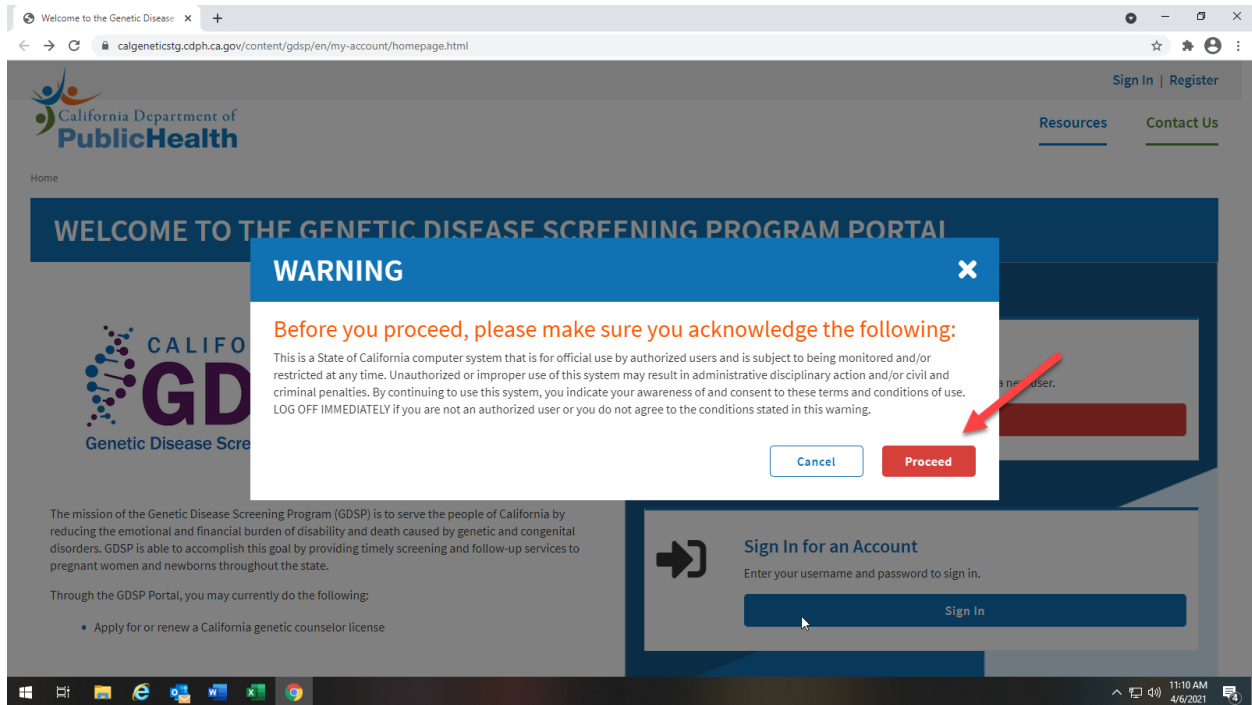 Welcome to the Genetic Disease
calgeneticstg.cdph.ca.gov/content/gdsp/en/my-account/homepage.html
Sign In | Register
California Department of
PublicHealth
Resources
Contact Us
Home
WELCOME TO THE GENETIC DISEASE SCREENING PROGRAM PORTAL
WARNING
Before you proceed, please make sure you acknowledge the following:
This is a State of California computer system that is for official use by authorized users and is subject to being monitored and/or
restricted at any time. Unauthorized or improper use of this system may result in administrative disciplinary action and/or civil and
criminal penalties. By continuing to use this system, you indicate your awareness of and consent to these terms and conditions of use.
LOG OFF IMMEDIATELY if you are not an authorized user or you do not agree to the conditions stated in this warning.
Cancel
Proceed
CALIFO
GD
Genetic Disease Scre
a new user.
The mission of the Genetic Disease Screening Program (GDSP) is to serve the people of California by
reducing the emotional and financial burden of disability and death caused by genetic and congenital
disorders. GDSP is able to accomplish this goal by providing timely screening and follow-up services to
pregnant women and newborns throughout the state.
Through the GDSP Portal, you may currently do the following:
• Apply for or renew a California genetic counselor license
Sign In for an Account
Enter your username and password to sign in.
Sign In
11:10 AM
4/6/2021
4